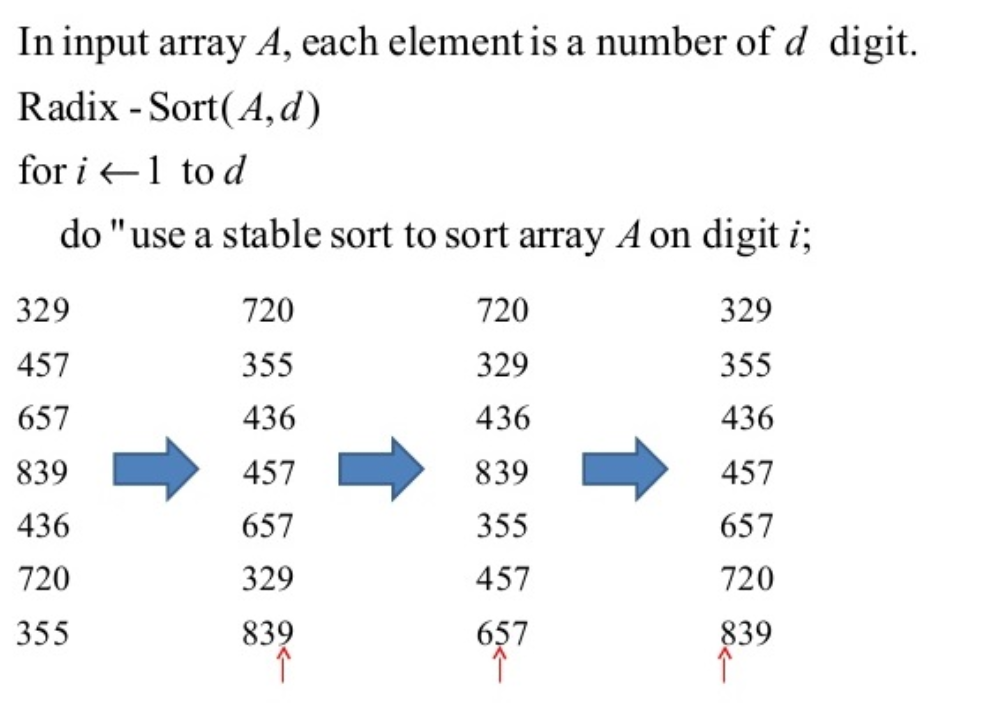 In input array A, each element is a number of d digit.
Radix - Sort(A,d)
for i ←1 to d
do "use a stable sort to sort array A on digit i;
329 720 720 329
457 355 329 355
657 436 436 436
839 457 839 457
436 657 355 657
720 329 457 720
355 839 657 839